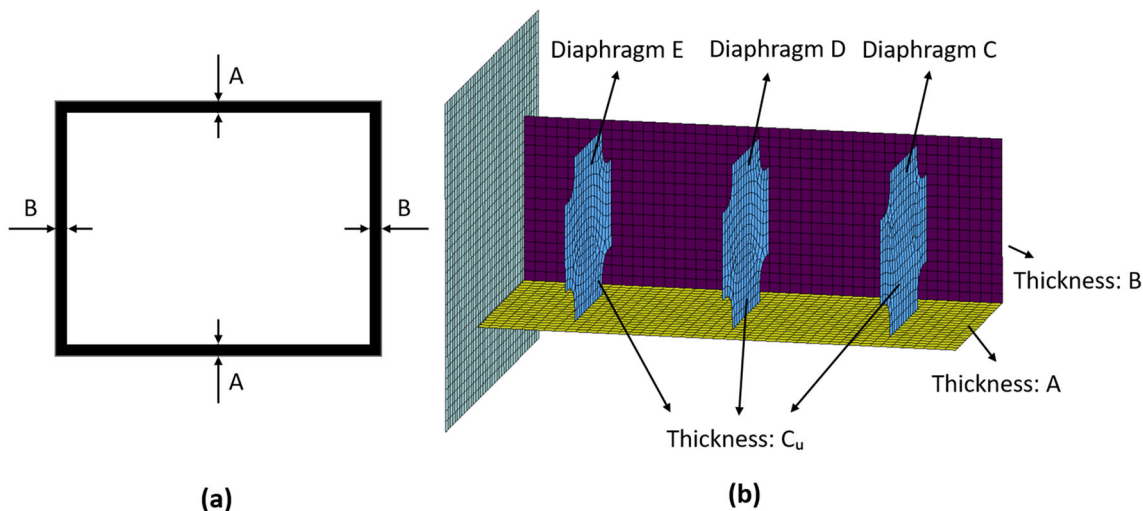 A
B
B
A
(a)
Diaphragm E
Diaphragm D
Diaphragm C
Thickness: B
Thickness: A
Thickness: Cᵤ
(b)